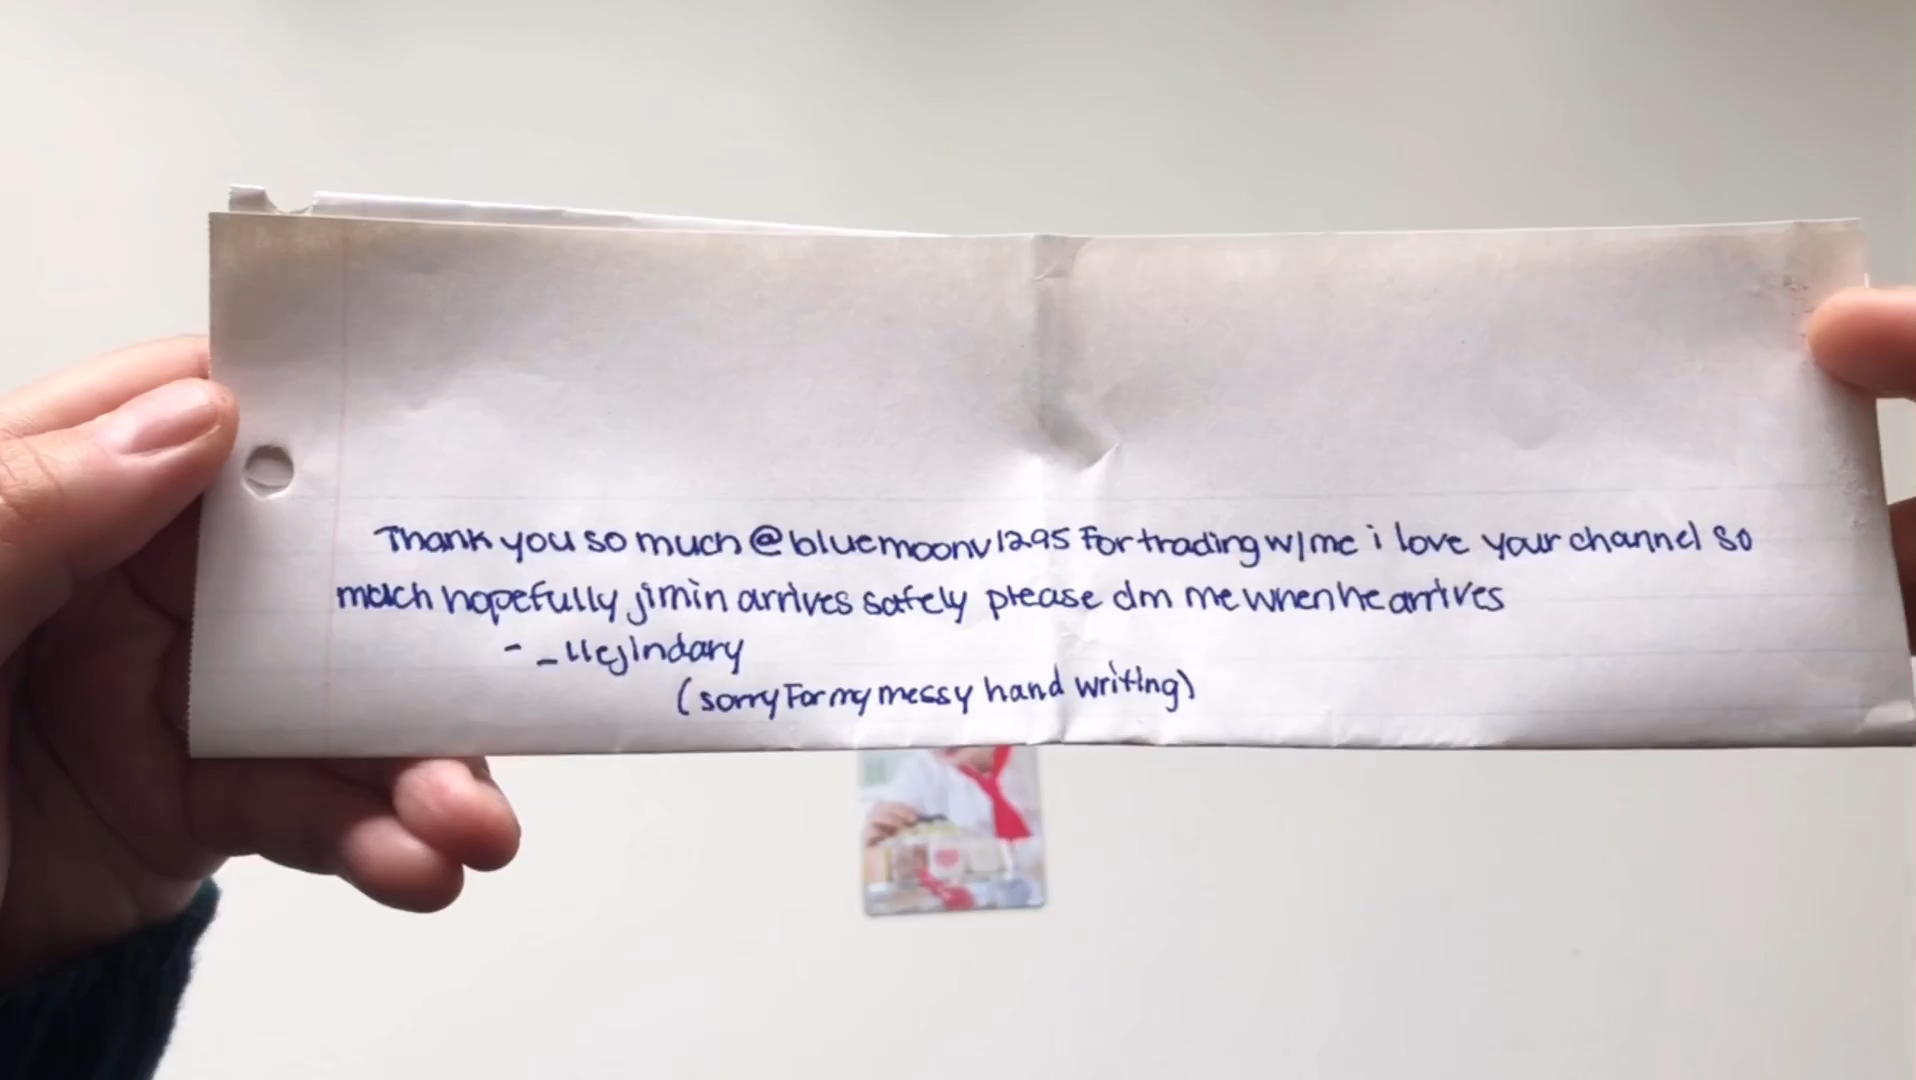 Thank you so much @bluemoonv1295 For trading w/me i love your channel so
much hopefully jimin arrives safely please dm me when he arrives
- _llejindary
(sorry For my messy hand writing)